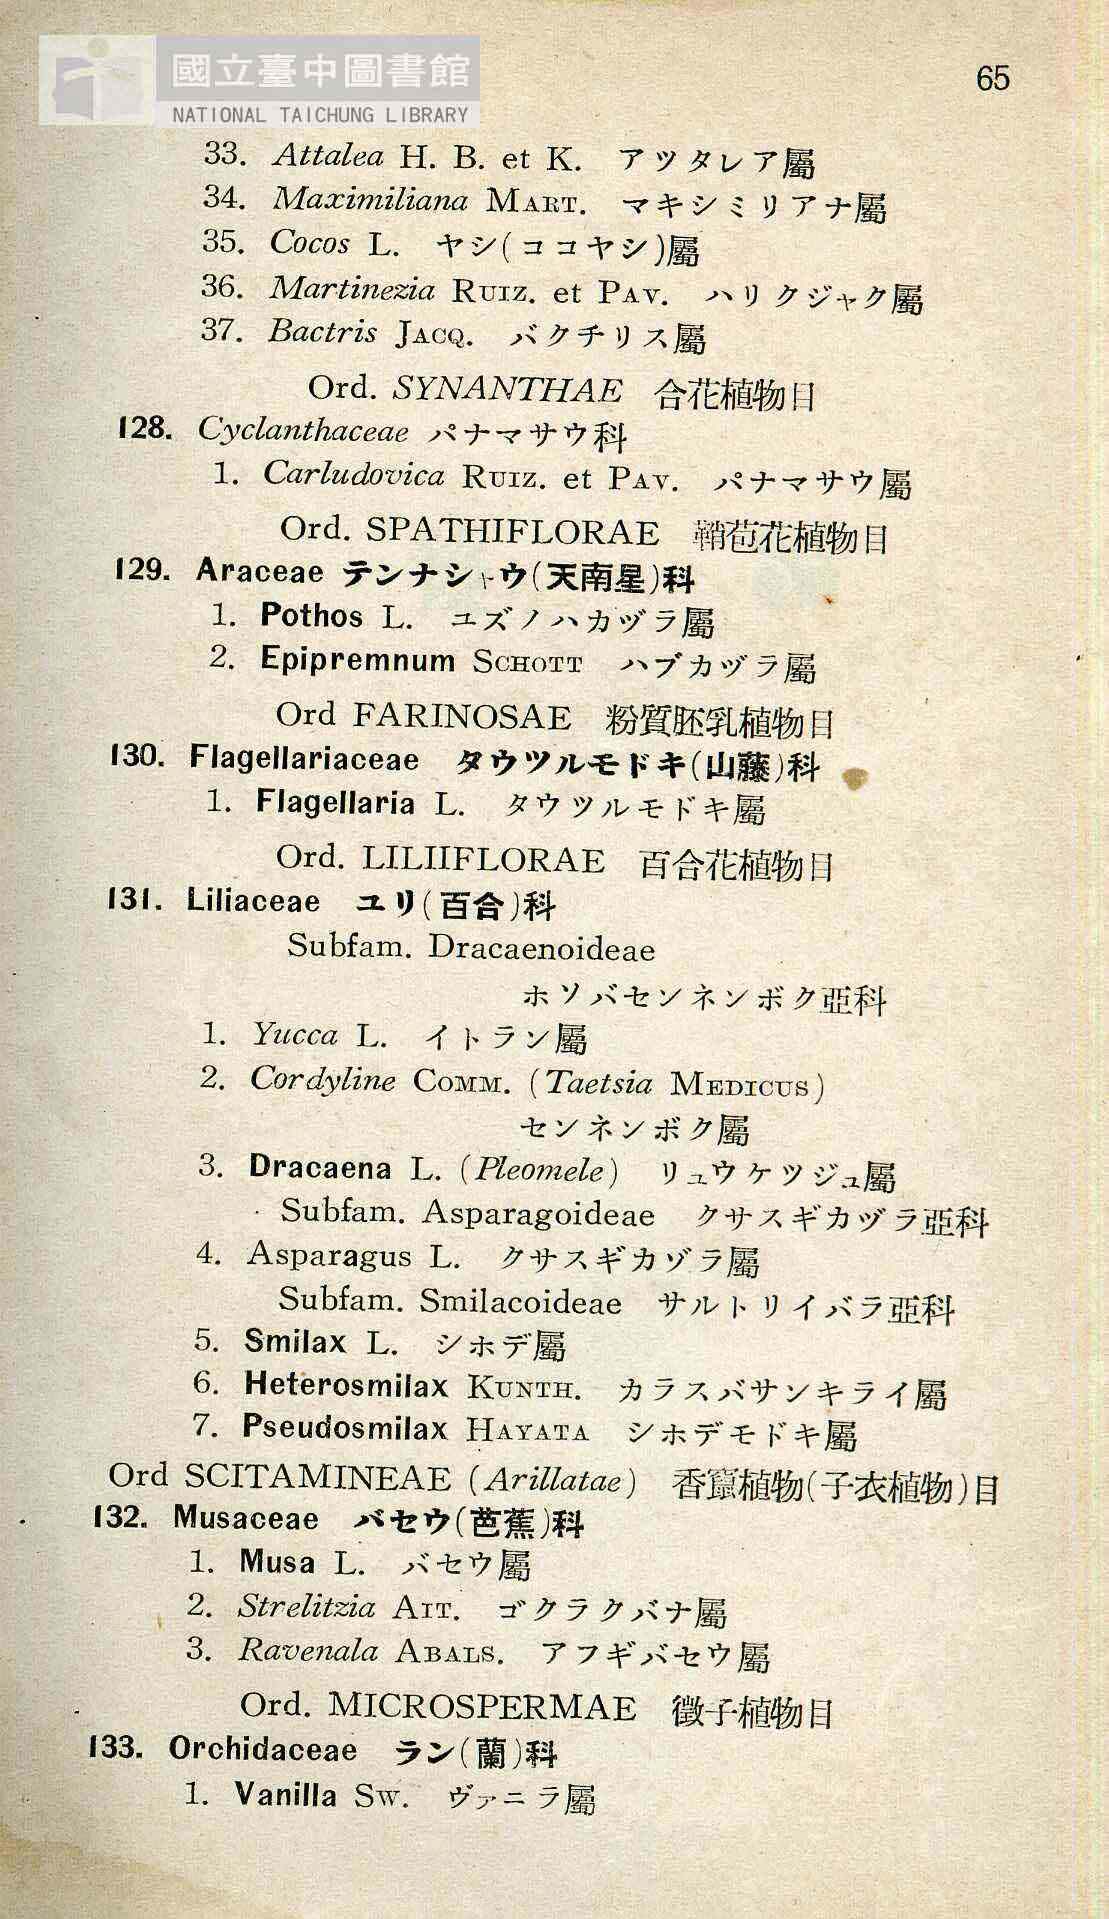 國立臺中圖書館
NATIONAL TAICHUNG LIBRARY
65
33. Attalea H. B. et K. アツタレア屬
34. Maximiliana MART. マキシミリアナ屬
35. Cocos L. ヤシ(ココヤシ)屬
36. Martinezia RUIZ. et PAV. ハリクジャク屬
37. Bactris JACQ. バクチリス屬
Ord. SYNANTHAE 合花植物目
128. Cyclanthaceae パナマサウ科
1. Carludovica RUIZ. et PAV. パナマサウ屬
Ord. SPATHIFLORAE 鞘苞花植物目
129. Araceae テンナシャウ(天南星)科
1. Pothos L. ユズノハカヅラ屬
2. Epipremnum SCHOTT ハブカヅラ屬
Ord FARINOSAE 粉質胚乳植物目
130. Flagellariaceae タウツルモドキ(山藤)科
1. Flagellaria L. タウツルモドキ屬
Ord. LILIIFLORAE 百合花植物目
131. Liliaceae ユリ(百合)科
Subfam. Dracaenoideae
ホソバセンネンボク亞科
1. Yucca L. イトラン屬
2. Cordyline COMM. (Taetsia MEDICUS)
センネンボク屬
3. Dracaena L. (Pleomele) リュウケツジュ屬
Subfam. Asparagoideae クサスギカヅラ亞科
4. Asparagus L. クサスギカヅラ屬
Subfam. Smilacoideae サルトリイバラ亞科
5. Smilax L. シホデ屬
6. Heterosmilax KUNTH. カラスバサンキライ屬
7. Pseudosmilax HAYATA シホデモドキ屬
Ord SCITAMINEAE (Arillatae) 香竄植物(子衣植物)目
132. Musaceae バセウ(芭蕉)科
1. Musa L. バセウ屬
2. Strelitzia AIT. ゴクラクバナ屬
3. Ravenala ABALS. アフギバセウ屬
Ord. MICROSPERMAE 微子植物目
133. Orchidaceae ラン(蘭)科
1. Vanilla SW. ヴァニラ屬